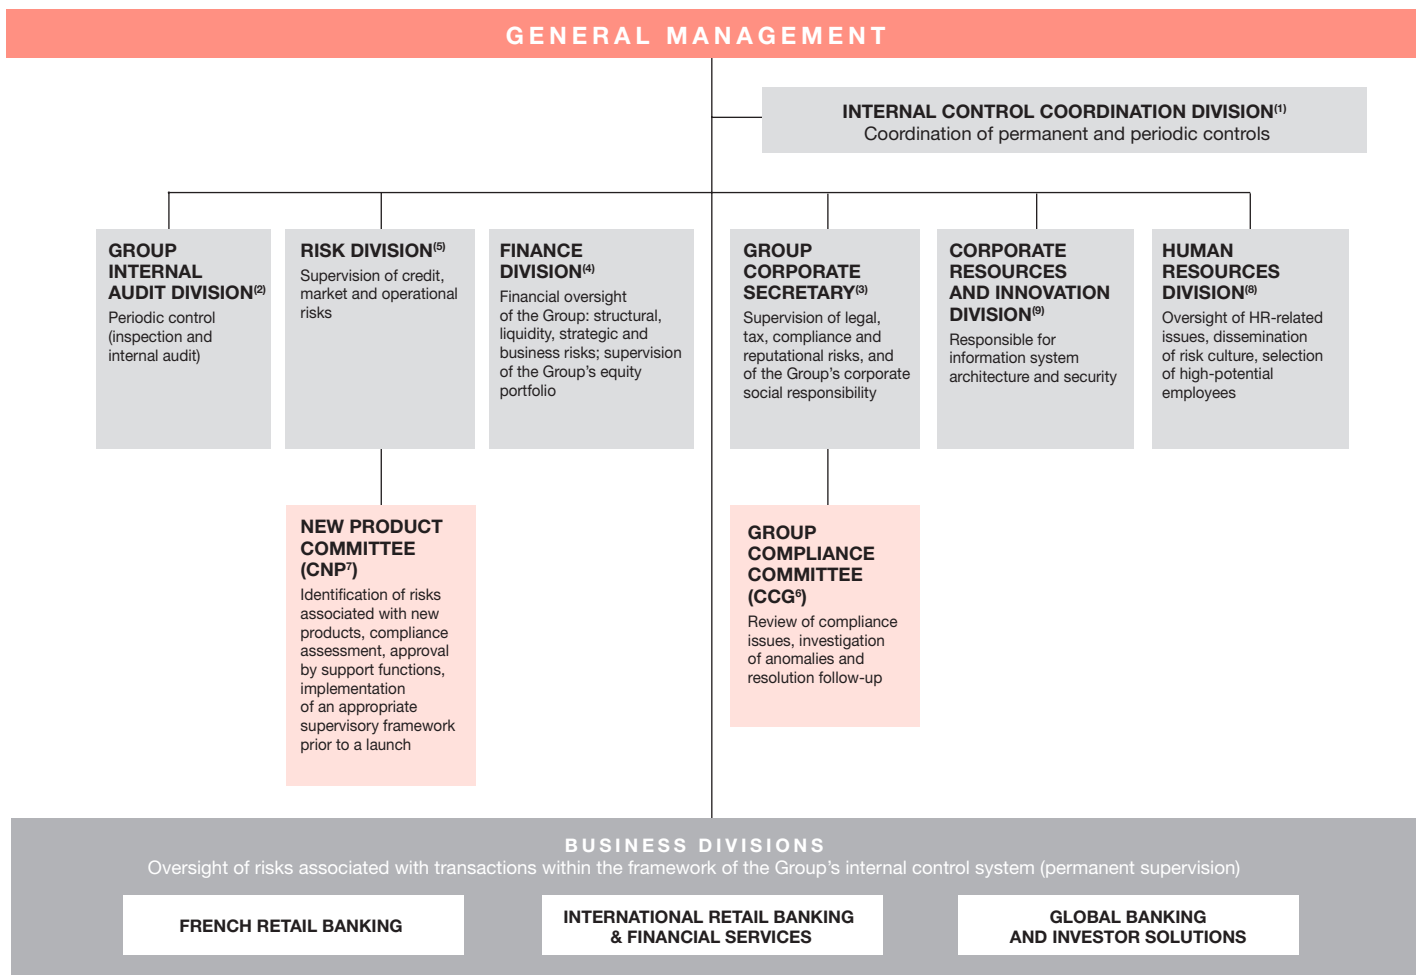 GENERAL MANAGEMENT
INTERNAL CONTROL COORDINATION DIVISION(1)
Coordination of permanent and periodic controls
GROUP
INTERNAL
AUDIT DIVISION(2)
Periodic control
(inspection and
internal audit)
RISK DIVISION(5)
Supervision of credit,
market and operational
risks
FINANCE
DIVISION(4)
Financial oversight
of the Group: structural,
liquidity, strategic and
business risks; supervision
of the Group's equity
portfolio
GROUP
CORPORATE
SECRETARY(3)
Supervision of legal,
tax, compliance and
reputational risks, and
of the Group's corporate
social responsibility
CORPORATE
RESOURCES
AND INNOVATION
DIVISION(9)
Responsible for
information system
architecture and security
HUMAN
RESOURCES
DIVISION(8)
Oversight of HR-related
issues, dissemination
of risk culture, selection
of high-potential
employees
NEW PRODUCT
COMMITTEE
(CNP7)
Identification of risks
associated with new
products, compliance
assessment, approval
by support functions,
implementation
of an appropriate
supervisory framework
prior to a launch
GROUP
COMPLIANCE
COMMITTEE
(CCG6)
Review of compliance
issues, investigation
of anomalies and
resolution follow-up
BUSINESS DIVISIONS
Oversight of risks associated with transactions within the framework of the Group's internal control system (permanent supervision)
FRENCH RETAIL BANKING
INTERNATIONAL RETAIL BANKING
& FINANCIAL SERVICES
GLOBAL BANKING
AND INVESTOR SOLUTIONS